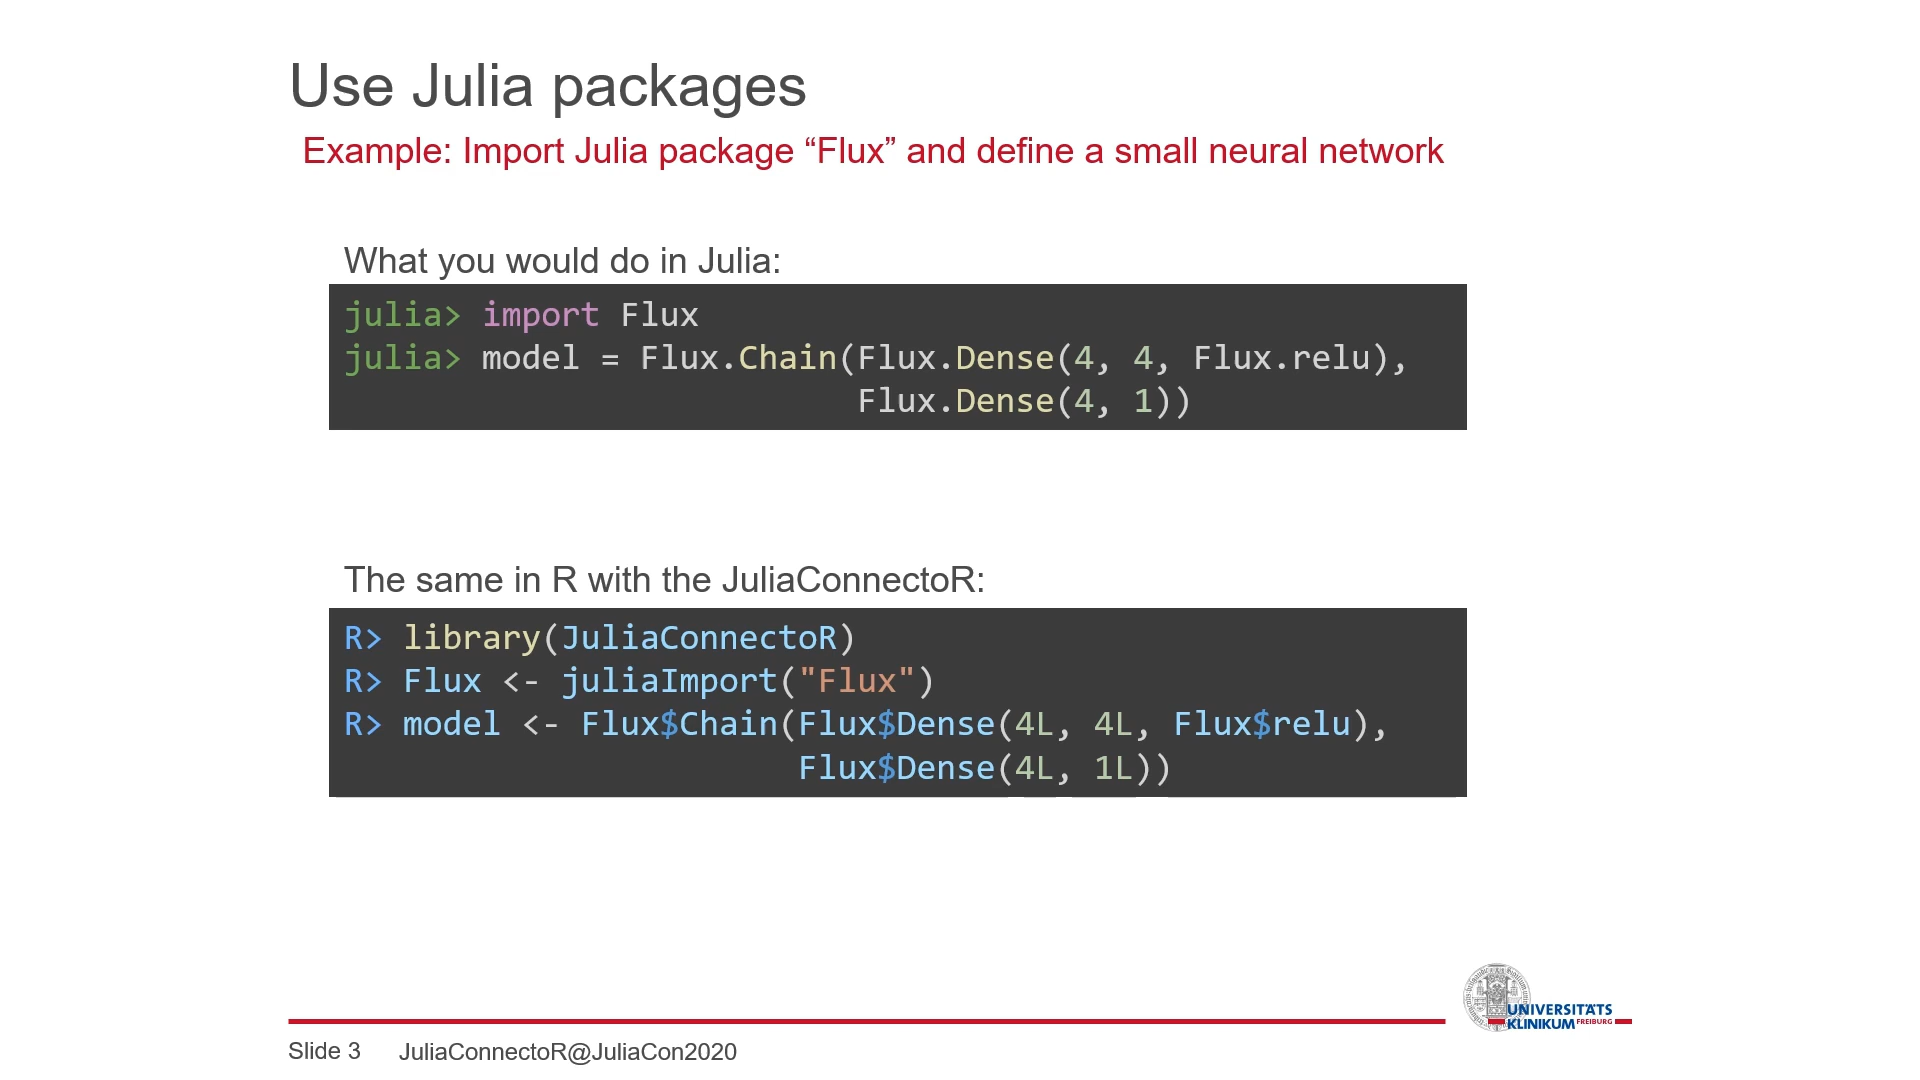 Use Julia packages
Example: Import Julia package “Flux” and define a small neural network
What you would do in Julia:
julia> import Flux
julia> model = Flux.Chain(Flux.Dense(4, 4, Flux.relu),
Flux.Dense(4, 1))
The same in R with the JuliaConnectoR:
R> library(JuliaConnectoR)
R> Flux <- juliaImport("Flux")
R> model <- Flux$Chain(Flux$Dense(4L, 4L, Flux$relu),
Flux$Dense(4L, 1L))
UNIVERSITÄTS
KLINIKUM FREIBURG
Slide 3 JuliaConnectoR@JuliaCon2020